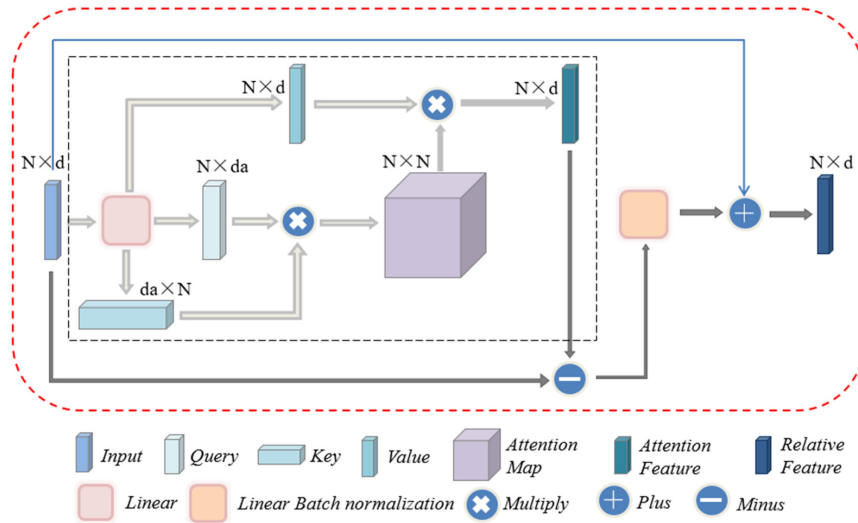 N×d
N×d
N×d
N×da
N×N
N×d
da×N
Input
Query
Key
Value
Attention
Map
Attention
Feature
Relative
Feature
Linear
Linear Batch normalization
Multiply
Plus
Minus